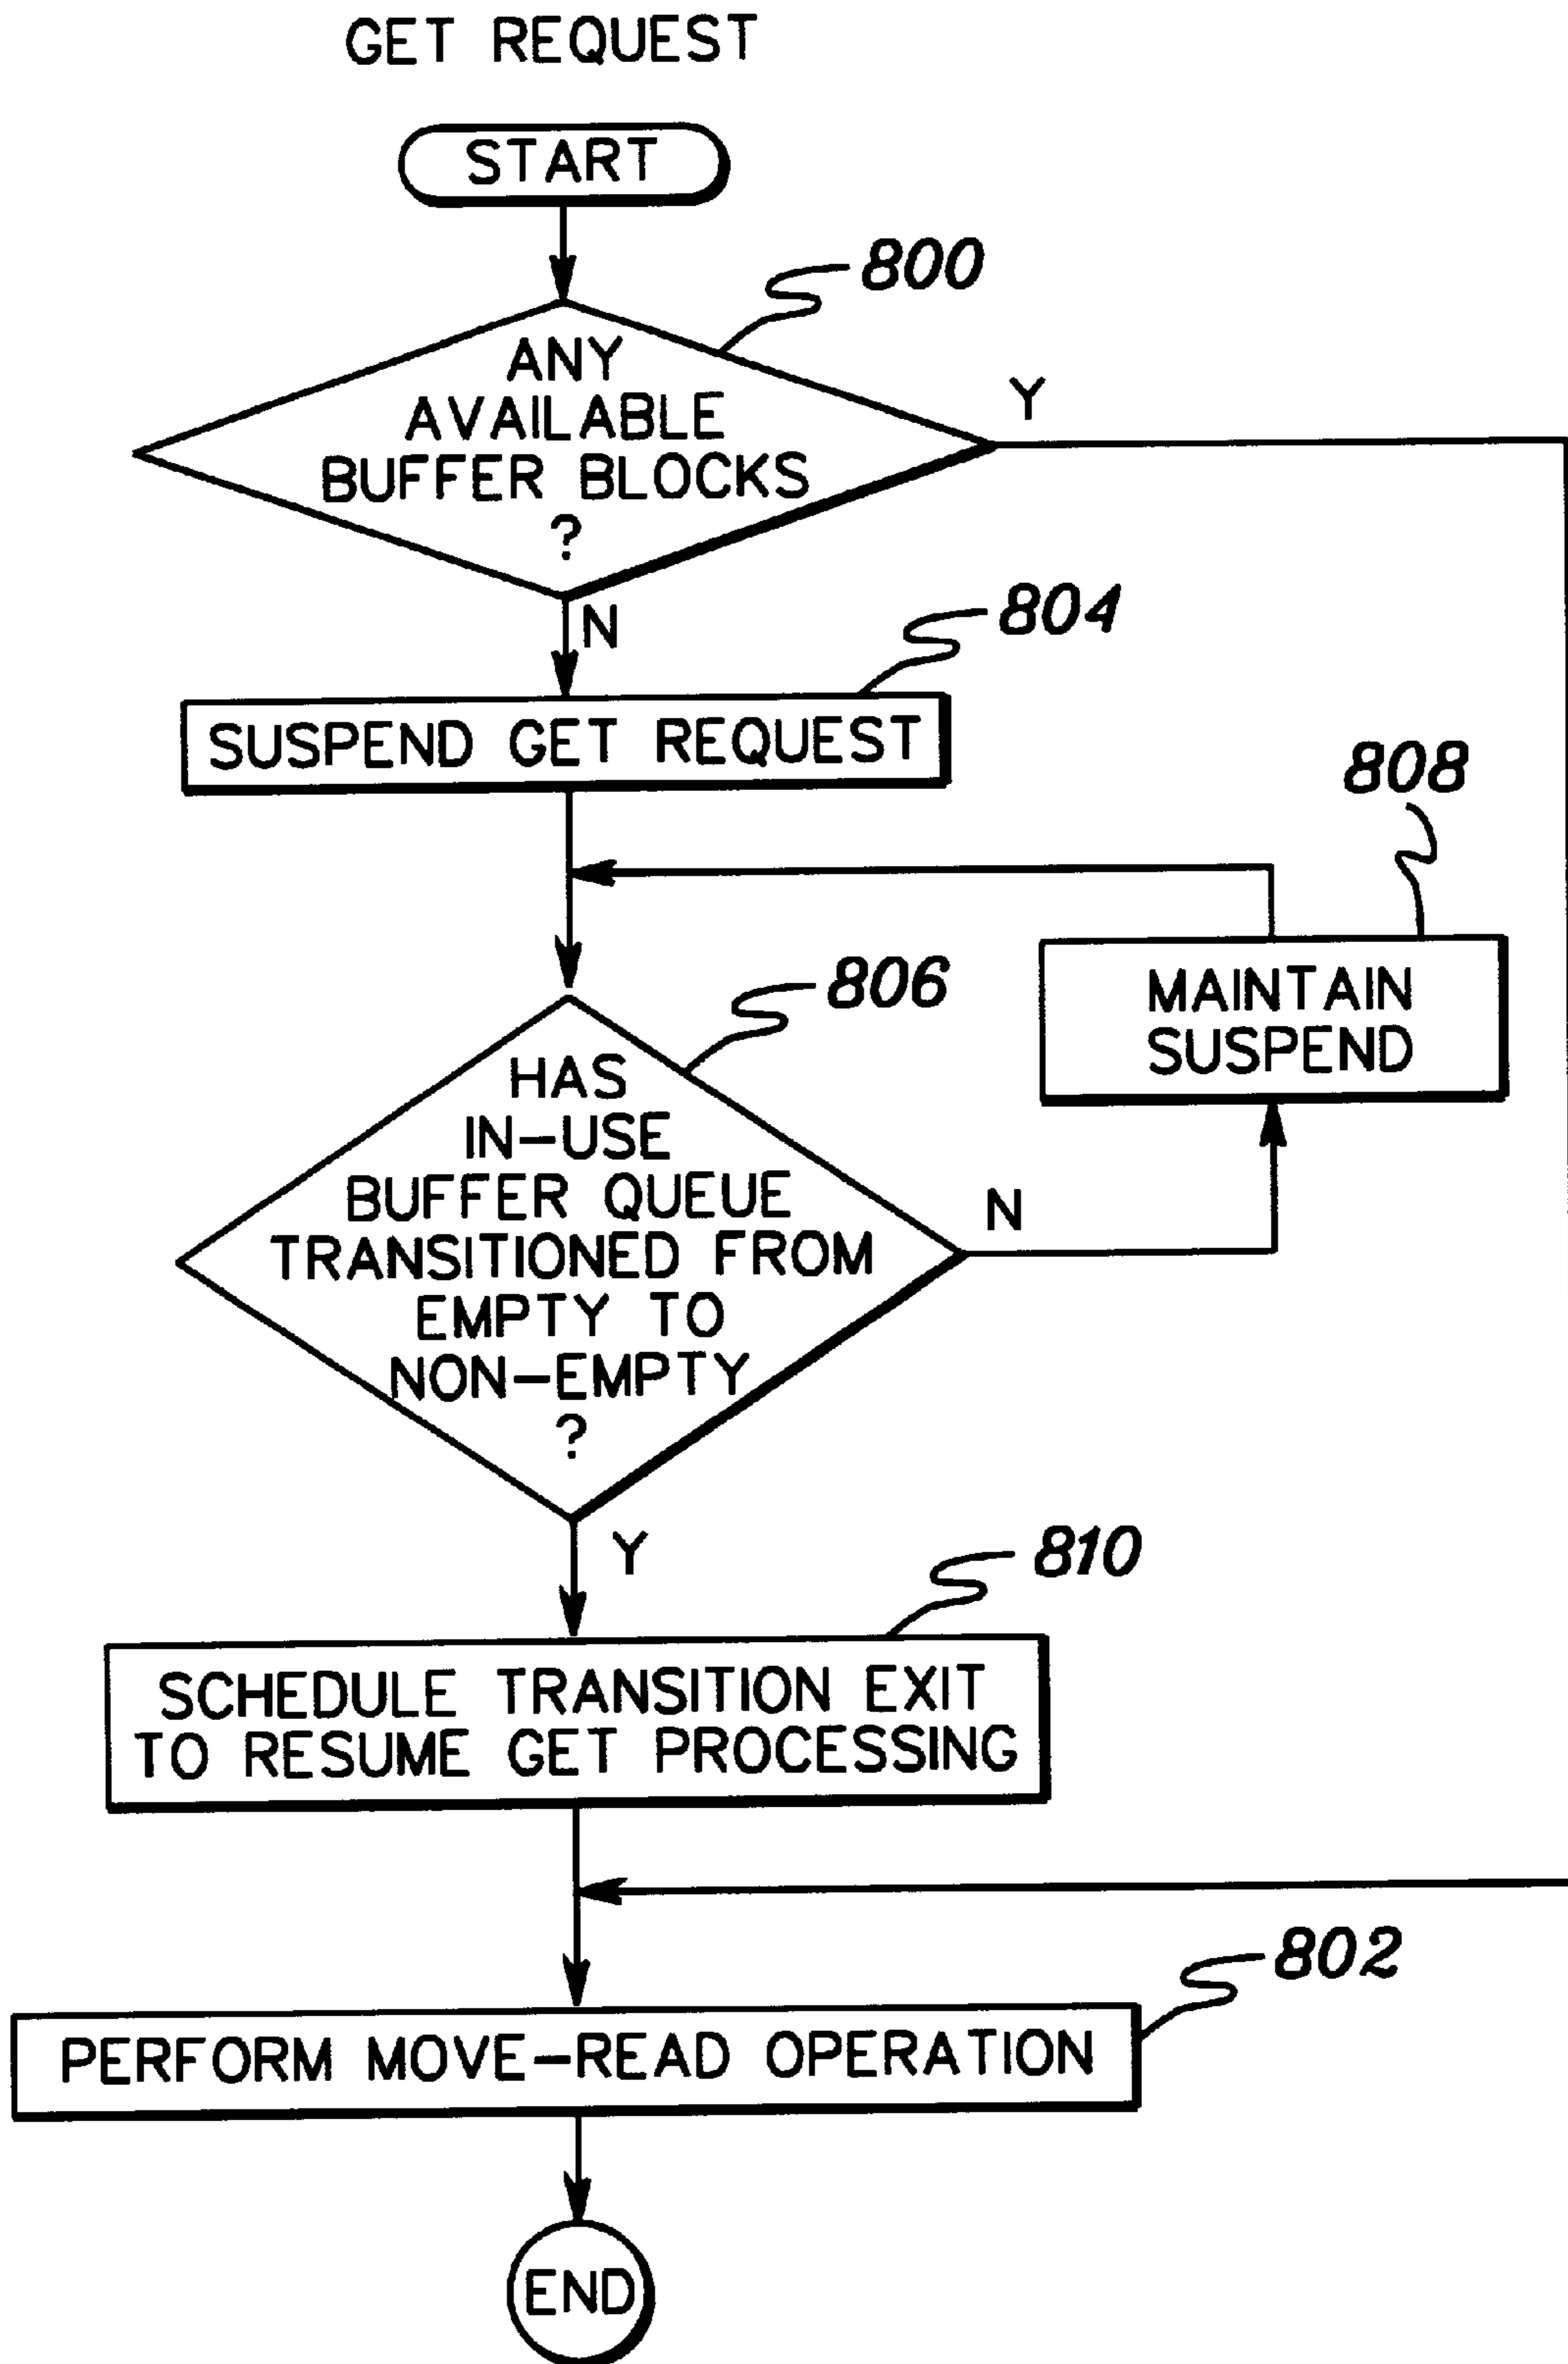 GET REQUEST
START
800
ANY
AVAILABLE
BUFFER BLOCKS
?
Y
N
804
SUSPEND GET REQUEST
808
MAINTAIN
SUSPEND
806
HAS
IN-USE
BUFFER QUEUE
TRANSITIONED FROM
EMPTY TO
NON-EMPTY
?
N
Y
810
SCHEDULE TRANSITION EXIT
TO RESUME GET PROCESSING
802
PERFORM MOVE-READ OPERATION
END